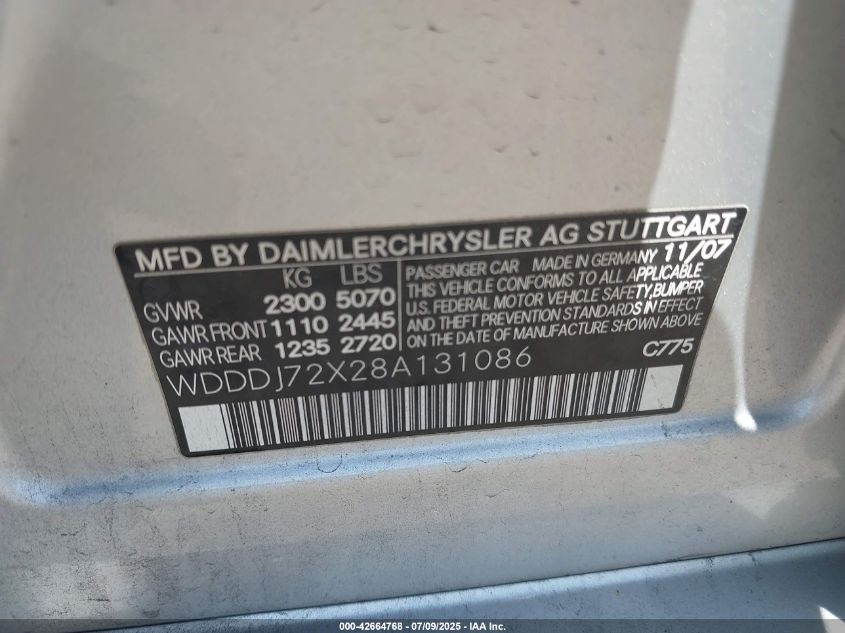 MFD BY DAIMLERCHRYSLER AG STUTTGART
KG LBS
GVWR 2300 5070
GAWR FRONT 1110 2445
GAWR REAR 1235 2720
PASSENGER CAR MADE IN GERMANY 11/07
THIS VEHICLE CONFORMS TO ALL APPLICABLE
U.S. FEDERAL MOTOR VEHICLE SAFETY,BUMPER
AND THEFT PREVENTION STANDARDS IN EFFECT
ON THE DATE OF MANUFACTURE SHOWN ABOVE
C775
WDDDJ72X28A131086
000-42664768 - 07/09/2025 - IAA Inc.